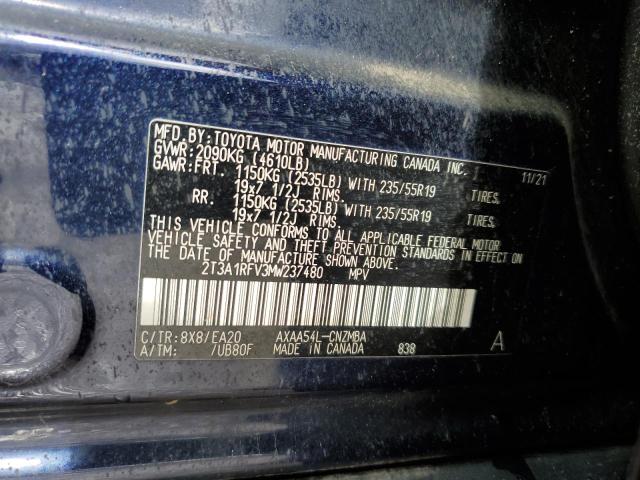 MFD.BY:TOYOTA MOTOR MANUFACTURING CANADA INC. 11/21
GVWR:2090KG (4610LB)
GAWR:FRT. 1150KG (2535LB) WITH 235/55R19 TIRES,
19x7 1/2J RIMS.
RR. 1150KG (2535LB) WITH 235/55R19 TIRES,
19x7 1/2J RIMS.
THIS VEHICLE CONFORMS TO ALL APPLICABLE FEDERAL MOTOR
VEHICLE SAFETY AND THEFT PREVENTION STANDARDS IN EFFECT ON
THE DATE OF MANUFACTURE SHOWN ABOVE.
2T3A1RFV3MW237480 MPV
C/TR:8X8/EA20 AXAA54L-CNZMBA A
A/TM: /UB80F MADE IN CANADA 838